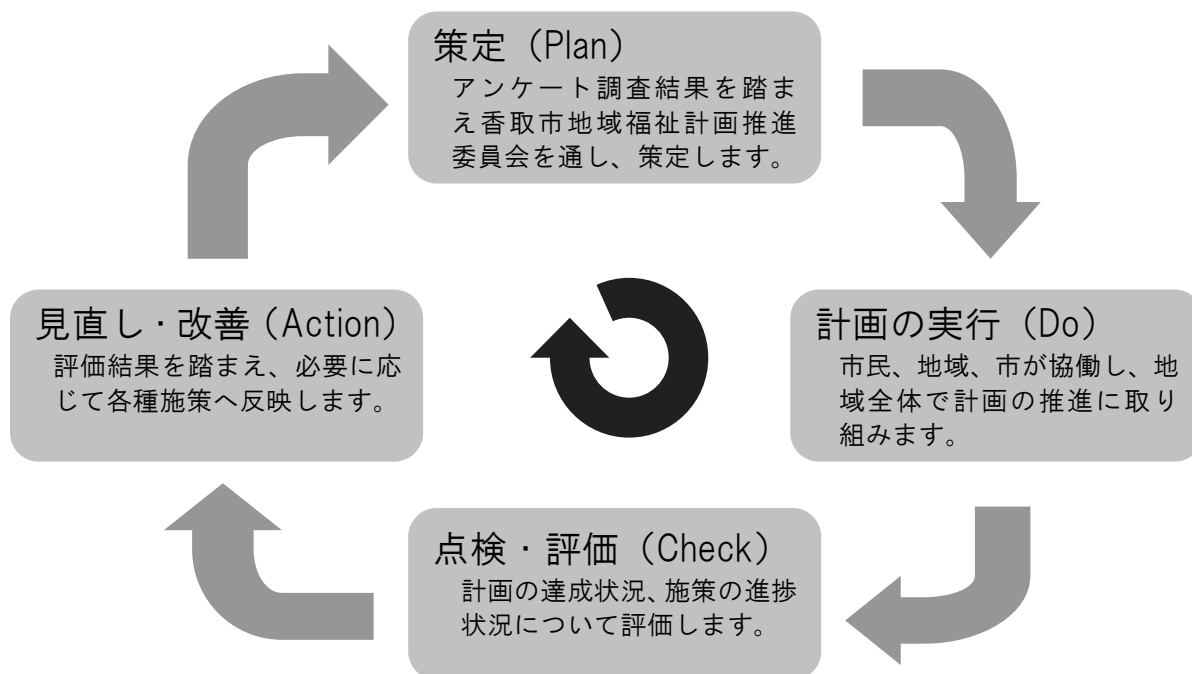 策定（Plan）
アンケート調査結果を踏ま
え香取市地域福祉計画推進
委員会を通し、策定します。
見直し・改善（Action）
評価結果を踏まえ、必要に応
じて各種施策へ反映します。
計画の実行（Do）
市民、地域、市が協働し、地
域全体で計画の推進に取り
組みます。
点検・評価（Check）
計画の達成状況、施策の進捗
状況について評価します。